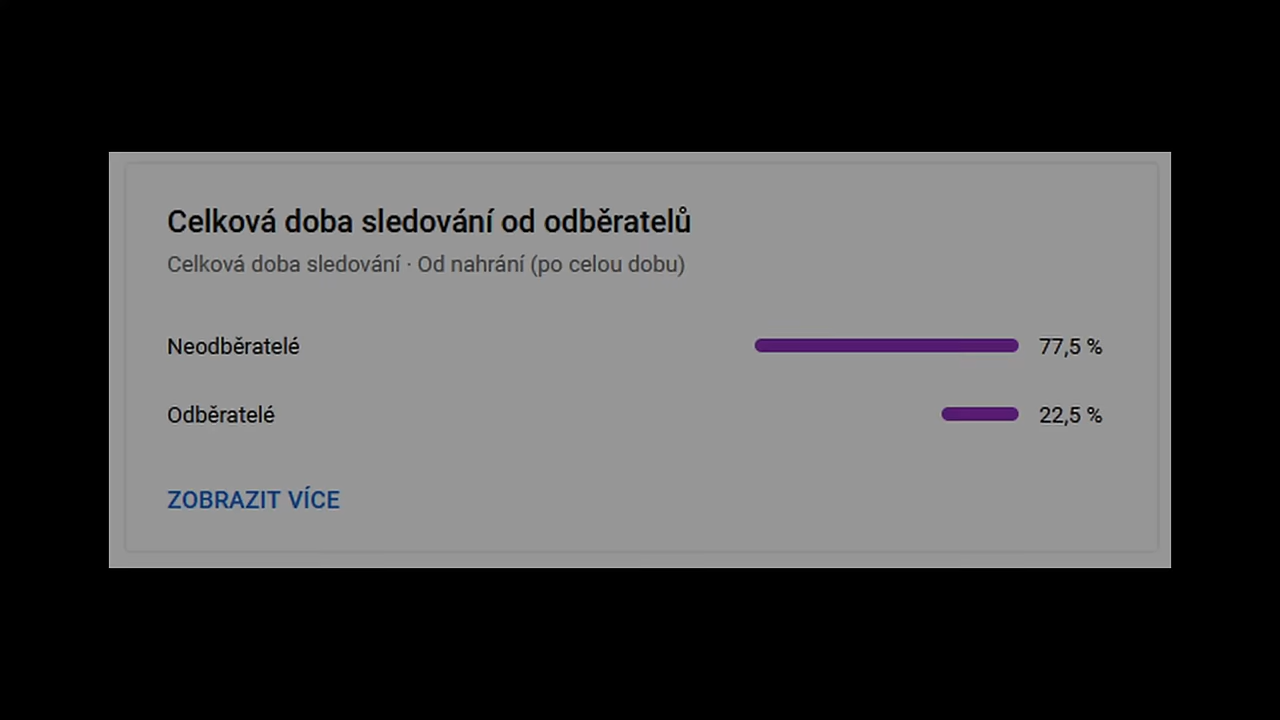 Celková doba sledování od odběratelů
Celková doba sledování · Od nahrání (po celou dobu)
Neodběratelé 77,5 %
Odběratelé 22,5 %
ZOBRAZIT VÍCE